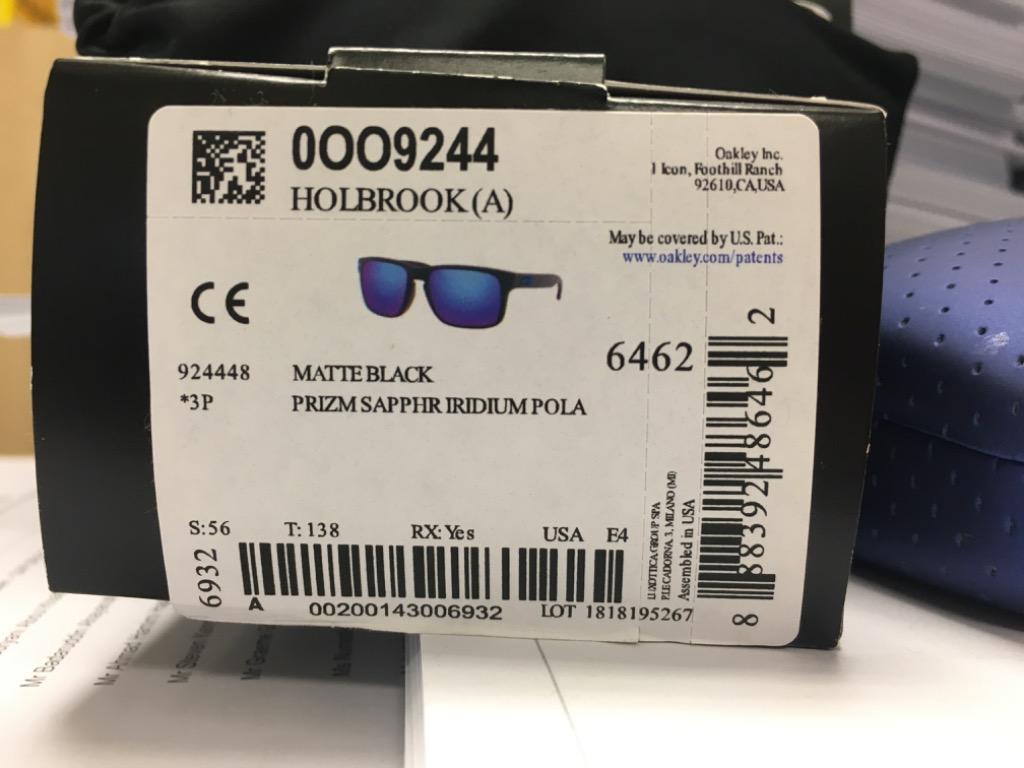 0OO9244
HOLBROOK (A)
Oakley Inc.
1 Icon, Foothill Ranch
92610,CA,USA
May be covered by U.S. Pat.:
www.oakley.com/patents
CE
6462
924448 MATTE BLACK
*3P PRIZM SAPPHR IRIDIUM POLA
S:56 T: 138 RX: Yes USA E4
6932
A 00200143006932 LOT 1818195267
LUXOTTICA GROUP SPA
P.LE CADORNA, 3, MILANO (MI)
Assembled in USA
8 88392 48646 2
Mr Steven